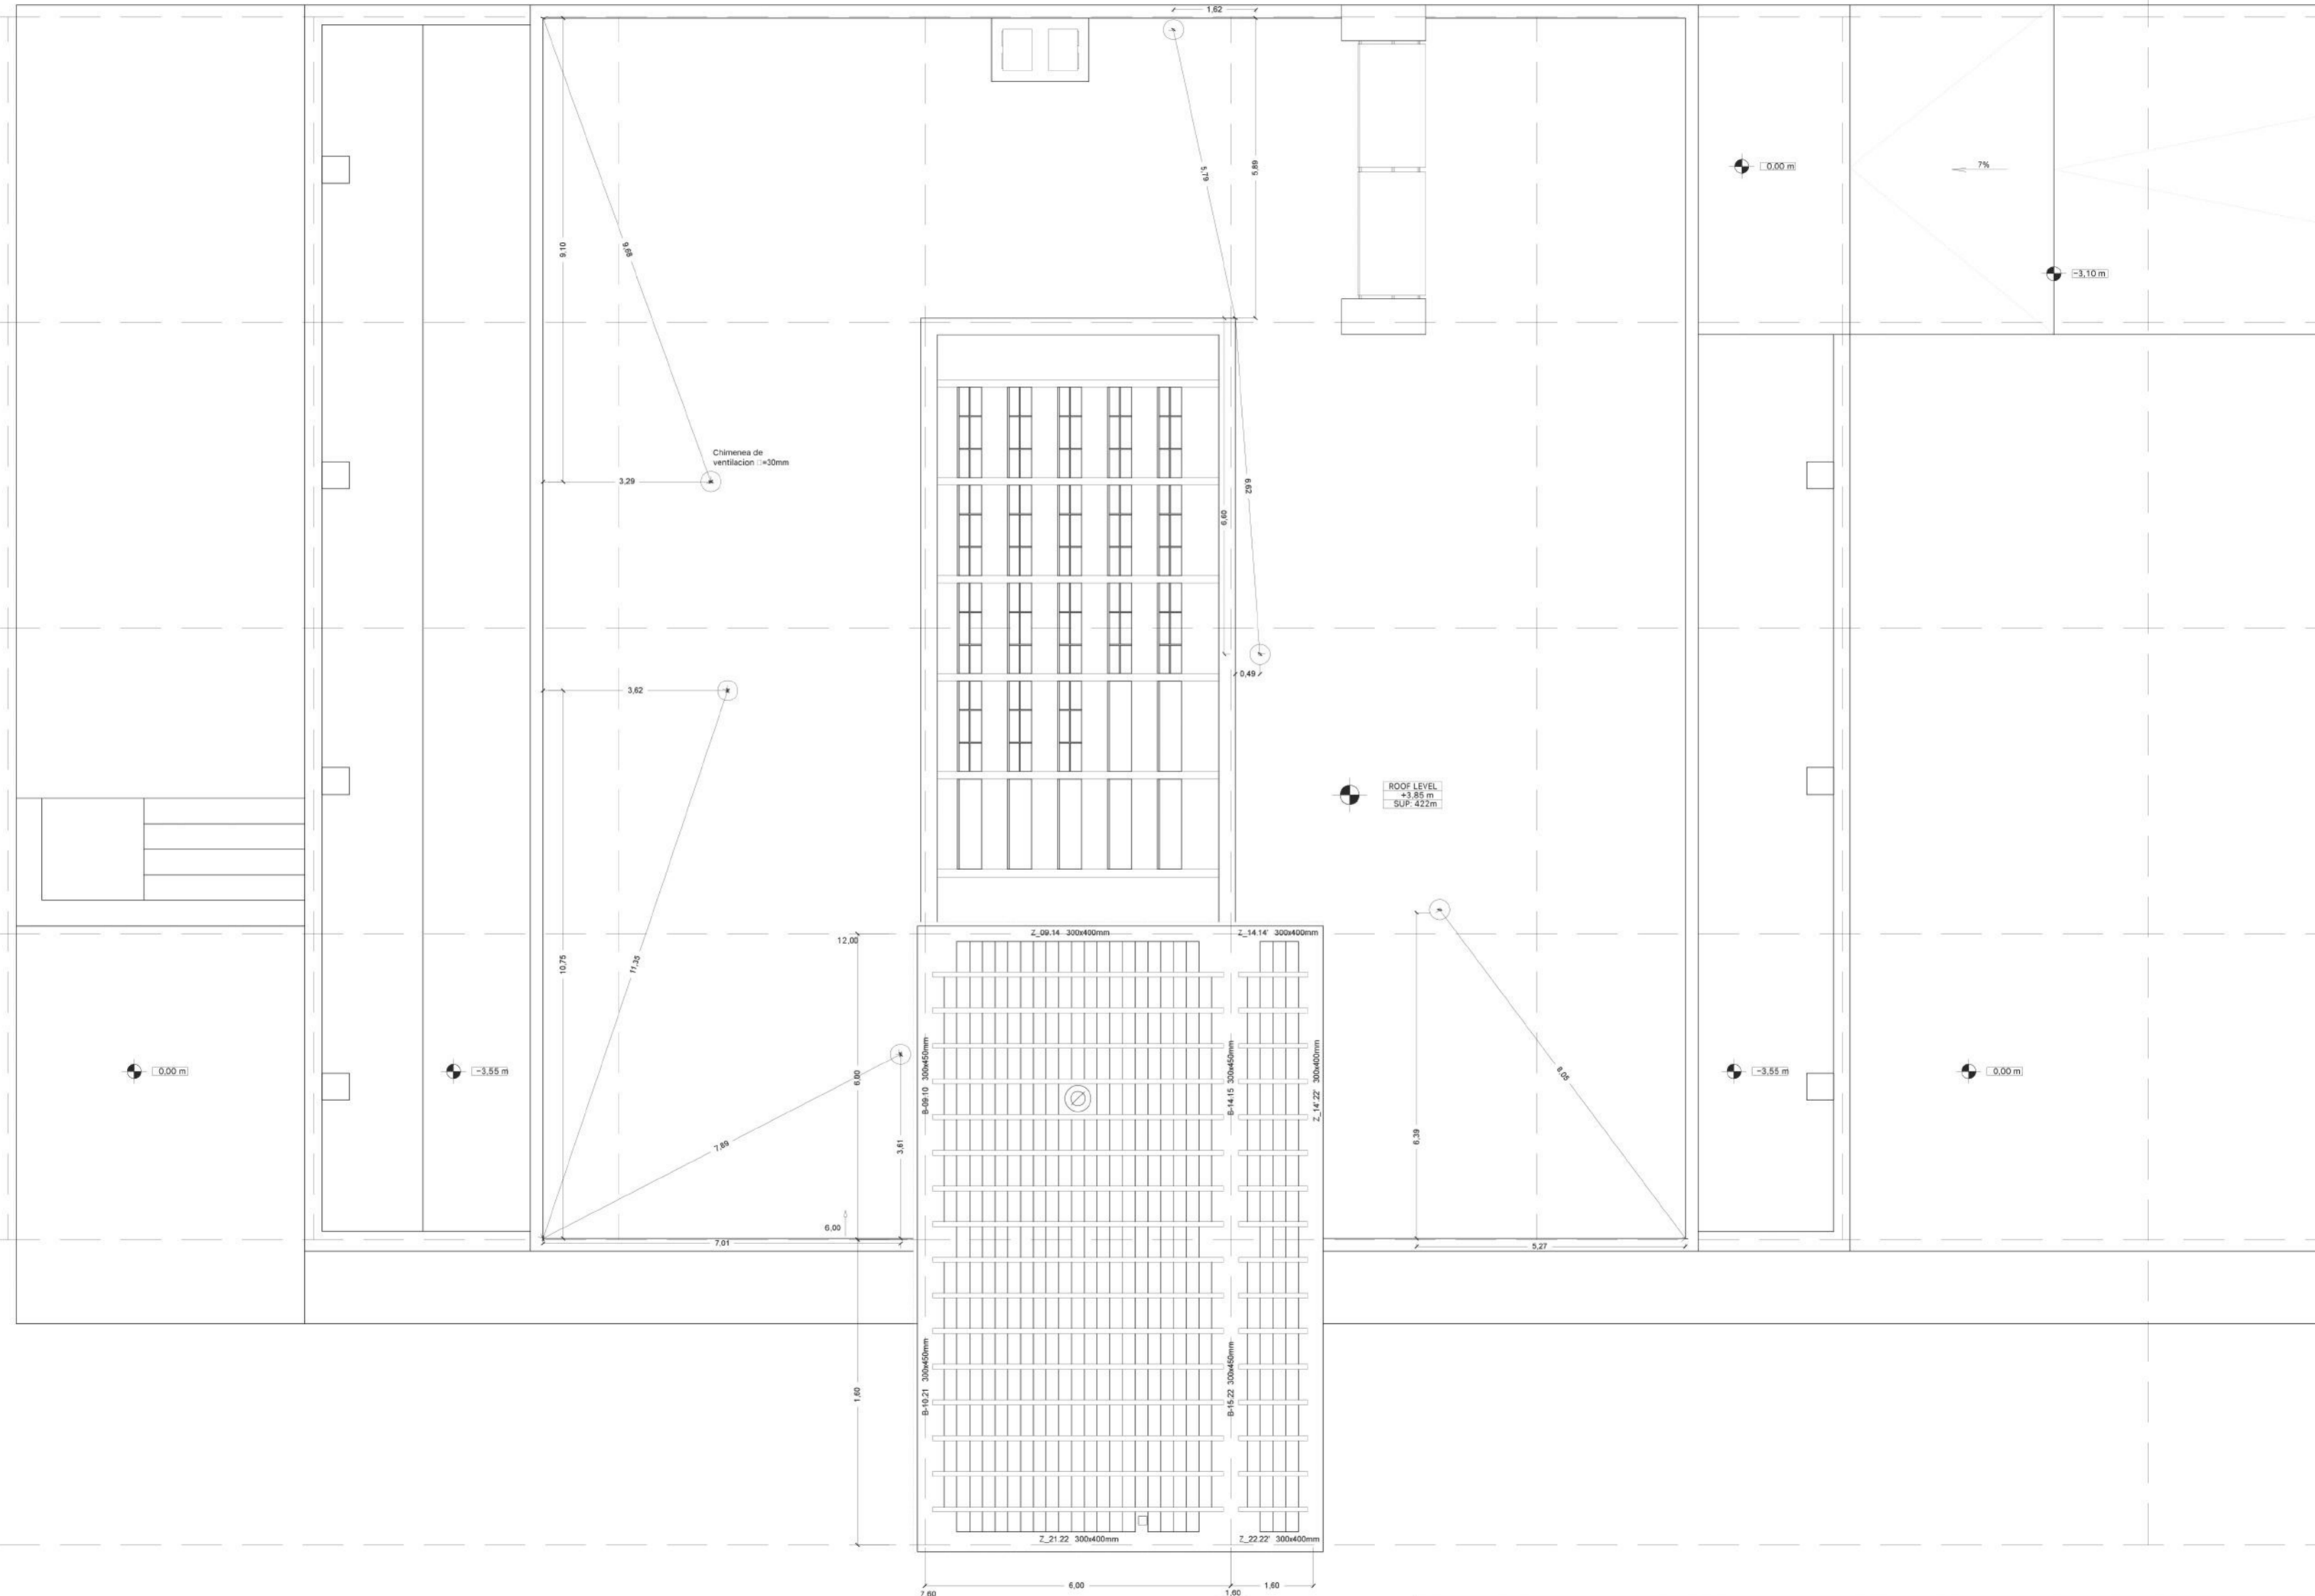 1,62
0,00 m
7%
5,79
5,89
9,10
9,68
-3,10 m
Chimenea de
ventilacion □=30mm
3,29
6,62
6,60
0,49
3,62
ROOF LEVEL
+3,85 m
SUP: 422m
Z_09.14 300x400mm
Z_14.14' 300x400mm
12,00
10,75
11,35
0,00 m
-3,55 m
6,00
B-09.10 300x450mm
B-14.15 300x450mm
Z_14'.22' 300x400mm
8,05
-3,55 m
0,00 m
7,89
3,61
6,39
6,00
7,01
5,27
1,60
B-10.21 300x450mm
B-15.22 300x450mm
Z_21.22 300x400mm
Z_22.22' 300x400mm
6,00
1,60
7,60
1,60